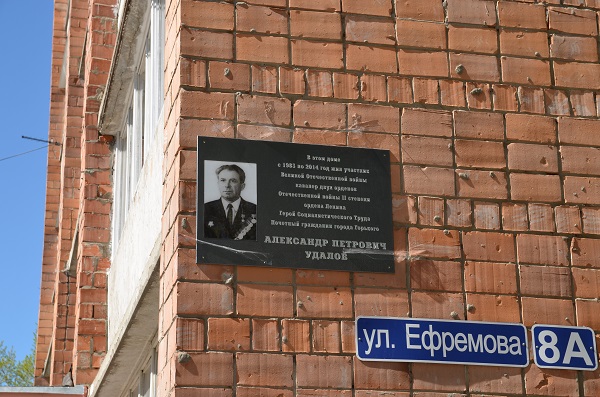 В этом доме
с 1981 по 2014 год жил участник
Великой Отечественной войны
кавалер двух орденов
Отечественной войны II степени
ордена Ленина
Герой Социалистического Труда
Почетный гражданин города Горького
АЛЕКСАНДР ПЕТРОВИЧ
УДАЛОВ
ул. Ефремова
8А